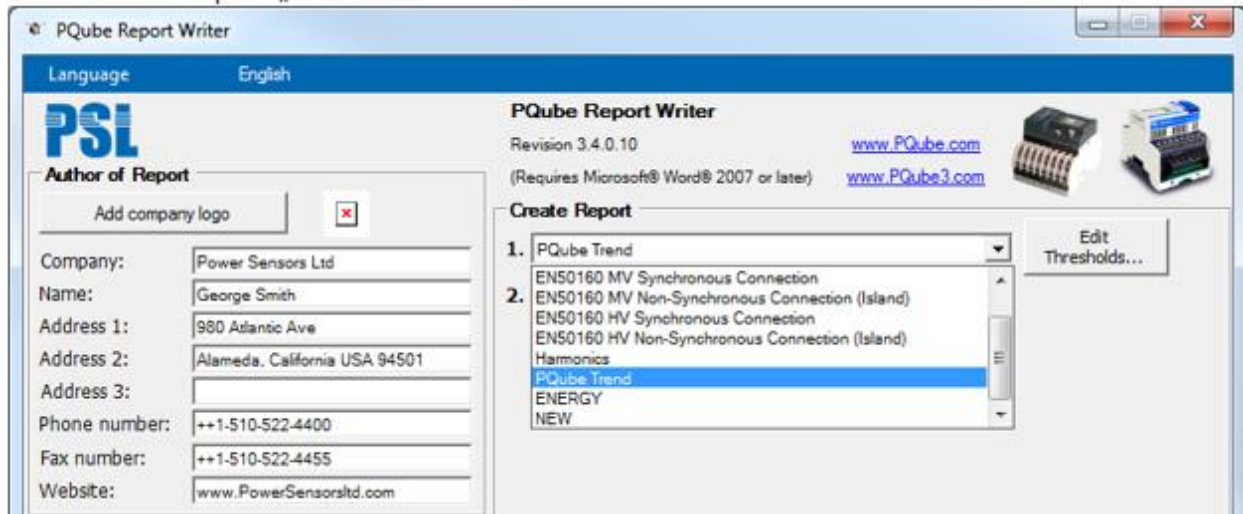 PQube Report Writer
Language English
PSL
Author of Report
Add company logo
Company: Power Sensors Ltd
Name: George Smith
Address 1: 980 Atlantic Ave
Address 2: Alameda, California USA 94501
Address 3:
Phone number: ++1-510-522-4400
Fax number: ++1-510-522-4455
Website: www.PowerSensorsltd.com
PQube Report Writer
Revision 3.4.0.10 www.PQube.com
(Requires Microsoft® Word® 2007 or later) www.PQube3.com
Create Report
1. PQube Trend
Edit
Thresholds...
2.
EN50160 MV Synchronous Connection
EN50160 MV Non-Synchronous Connection (Island)
EN50160 HV Synchronous Connection
EN50160 HV Non-Synchronous Connection (Island)
Harmonics
PQube Trend
ENERGY
NEW